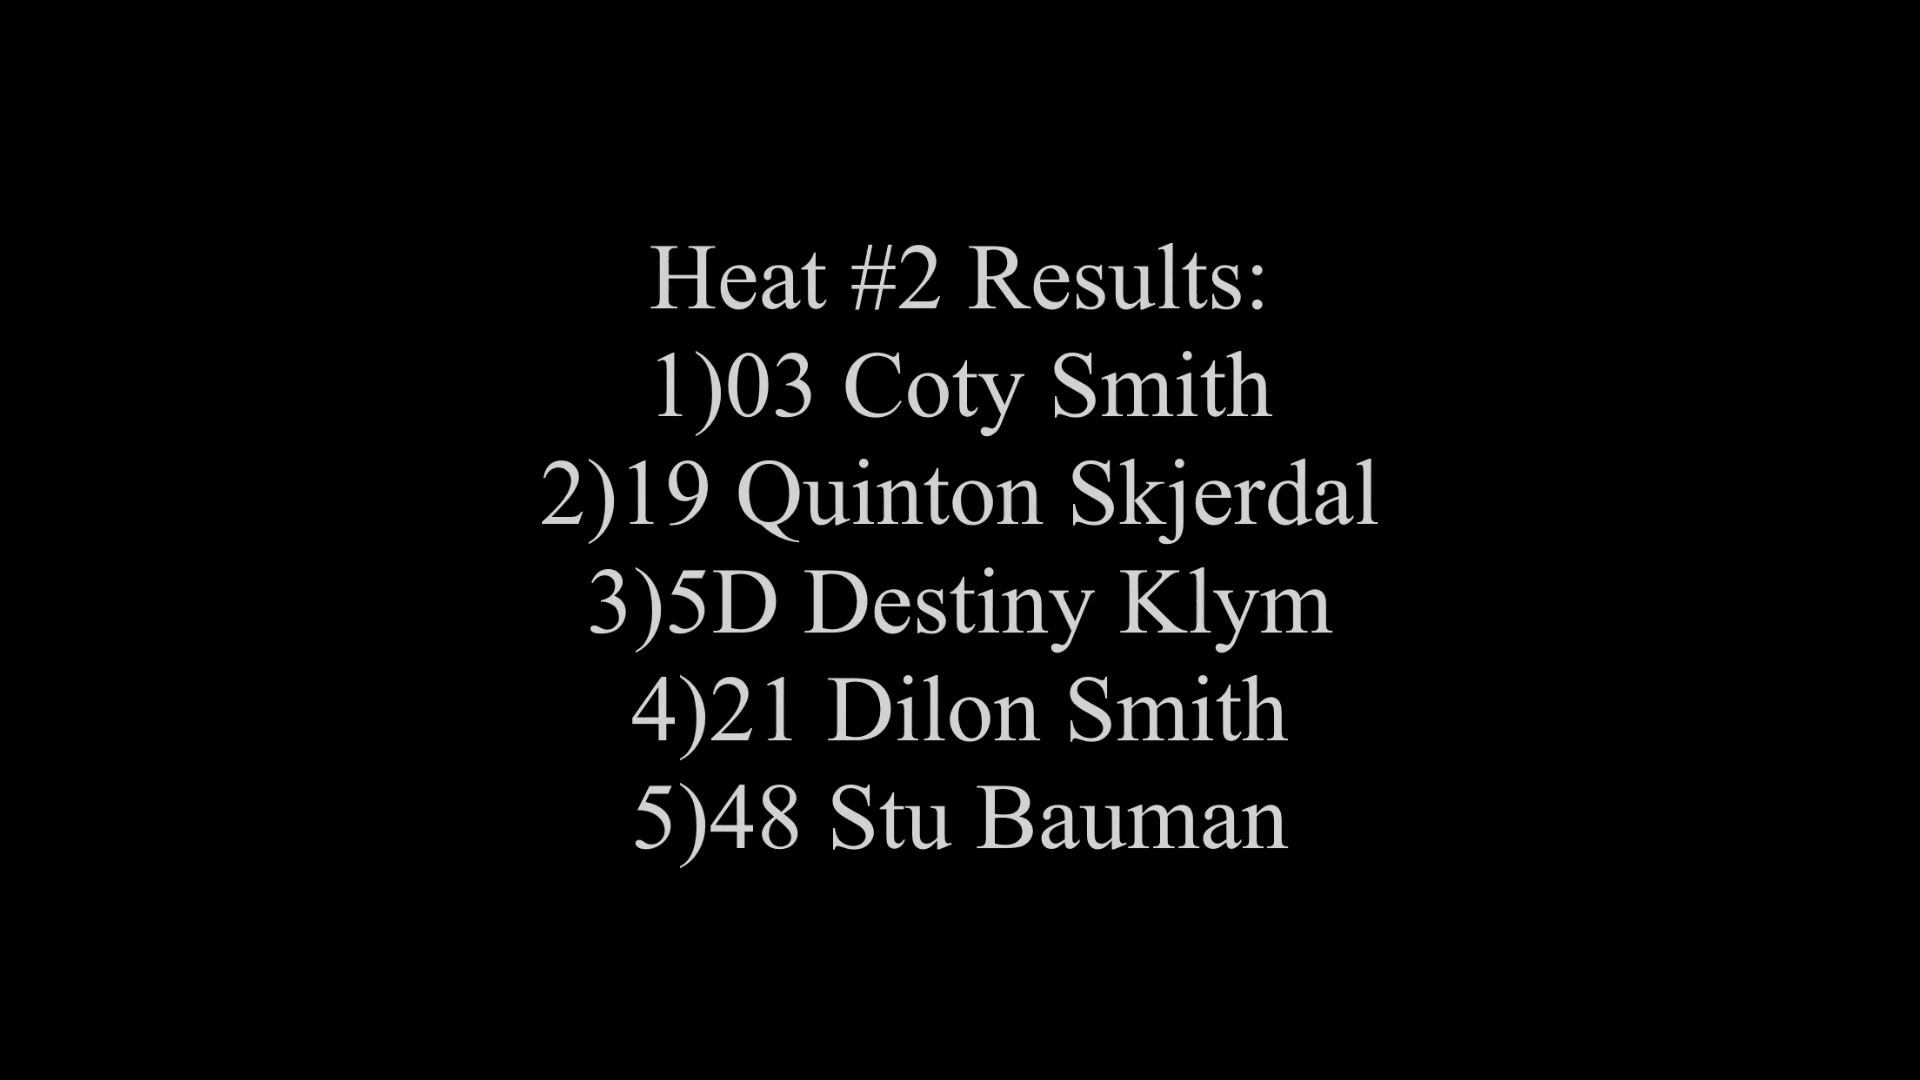 Heat #2 Results:
1)03 Coty Smith
2)19 Quinton Skjerdal
3)5D Destiny Klym
4)21 Dilon Smith
5)48 Stu Bauman